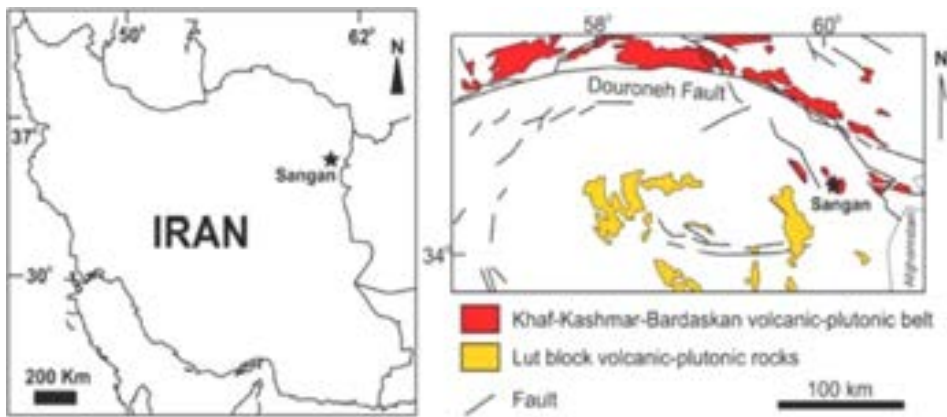 50°
62°
N
37°
Sangan
IRAN
30°
200 Km
58°
60°
N
Douroneh Fault
Sangan
34°
Afghanistan
Khaf-Kashmar-Bardaskan volcanic-plutonic belt
Lut block volcanic-plutonic rocks
Fault
100 km